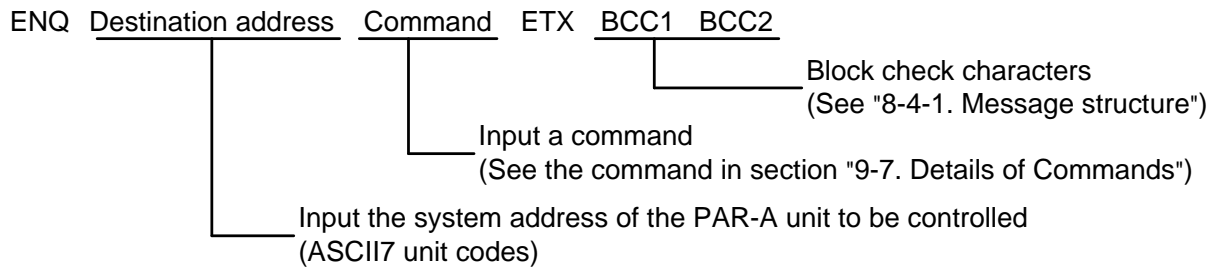 ENQ Destination address Command ETX BCC1 BCC2
Block check characters
(See "8-4-1. Message structure")
Input a command
(See the command in section "9-7. Details of Commands")
Input the system address of the PAR-A unit to be controlled
(ASCII7 unit codes)